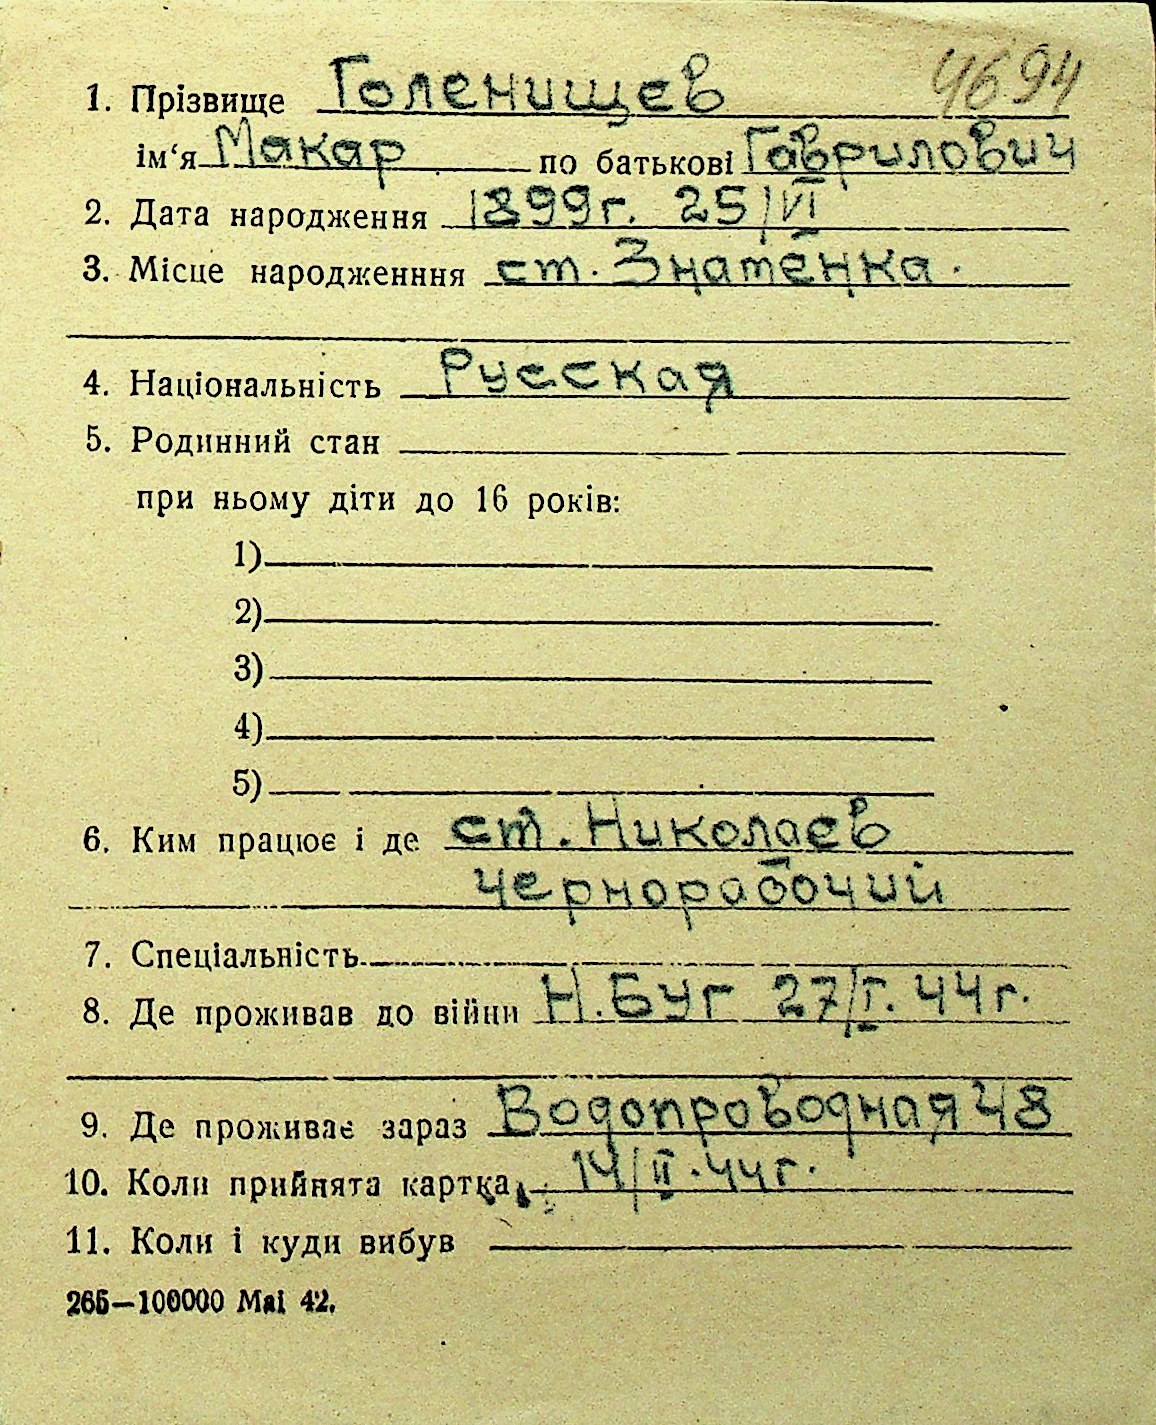 4694
1. Прізвище Голенищев
ім‘я Макар по батькові Гаврилович
2. Дата народження 1899 г. 25/VI
3. Місце народженння ст. Знатенка.
4. Національність Русская
5. Родинний стан
при ньому діти до 16 років:
1)
2)
3)
4)
5)
6. Ким працює і де ст. Николаев
чернорабочий
7. Спеціальність
8. Де проживав до війни Н. Буг 27/I. 44 г.
9. Де проживає зараз Водопроводная 48
10. Коли прийнята картка 14/II. 44 г.
11. Коли і куди вибув
265—100000 Mai 42.